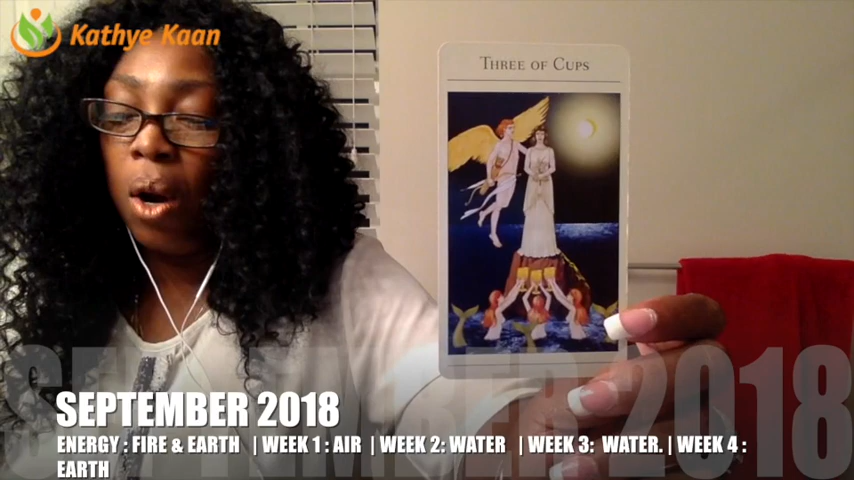 Kathye Kaan
THREE OF CUPS
SEPTEMBER 2018
SEPTEMBER 2018
ENERGY : FIRE & EARTH | WEEK 1 : AIR | WEEK 2: WATER | WEEK 3: WATER. | WEEK 4 :
EARTH